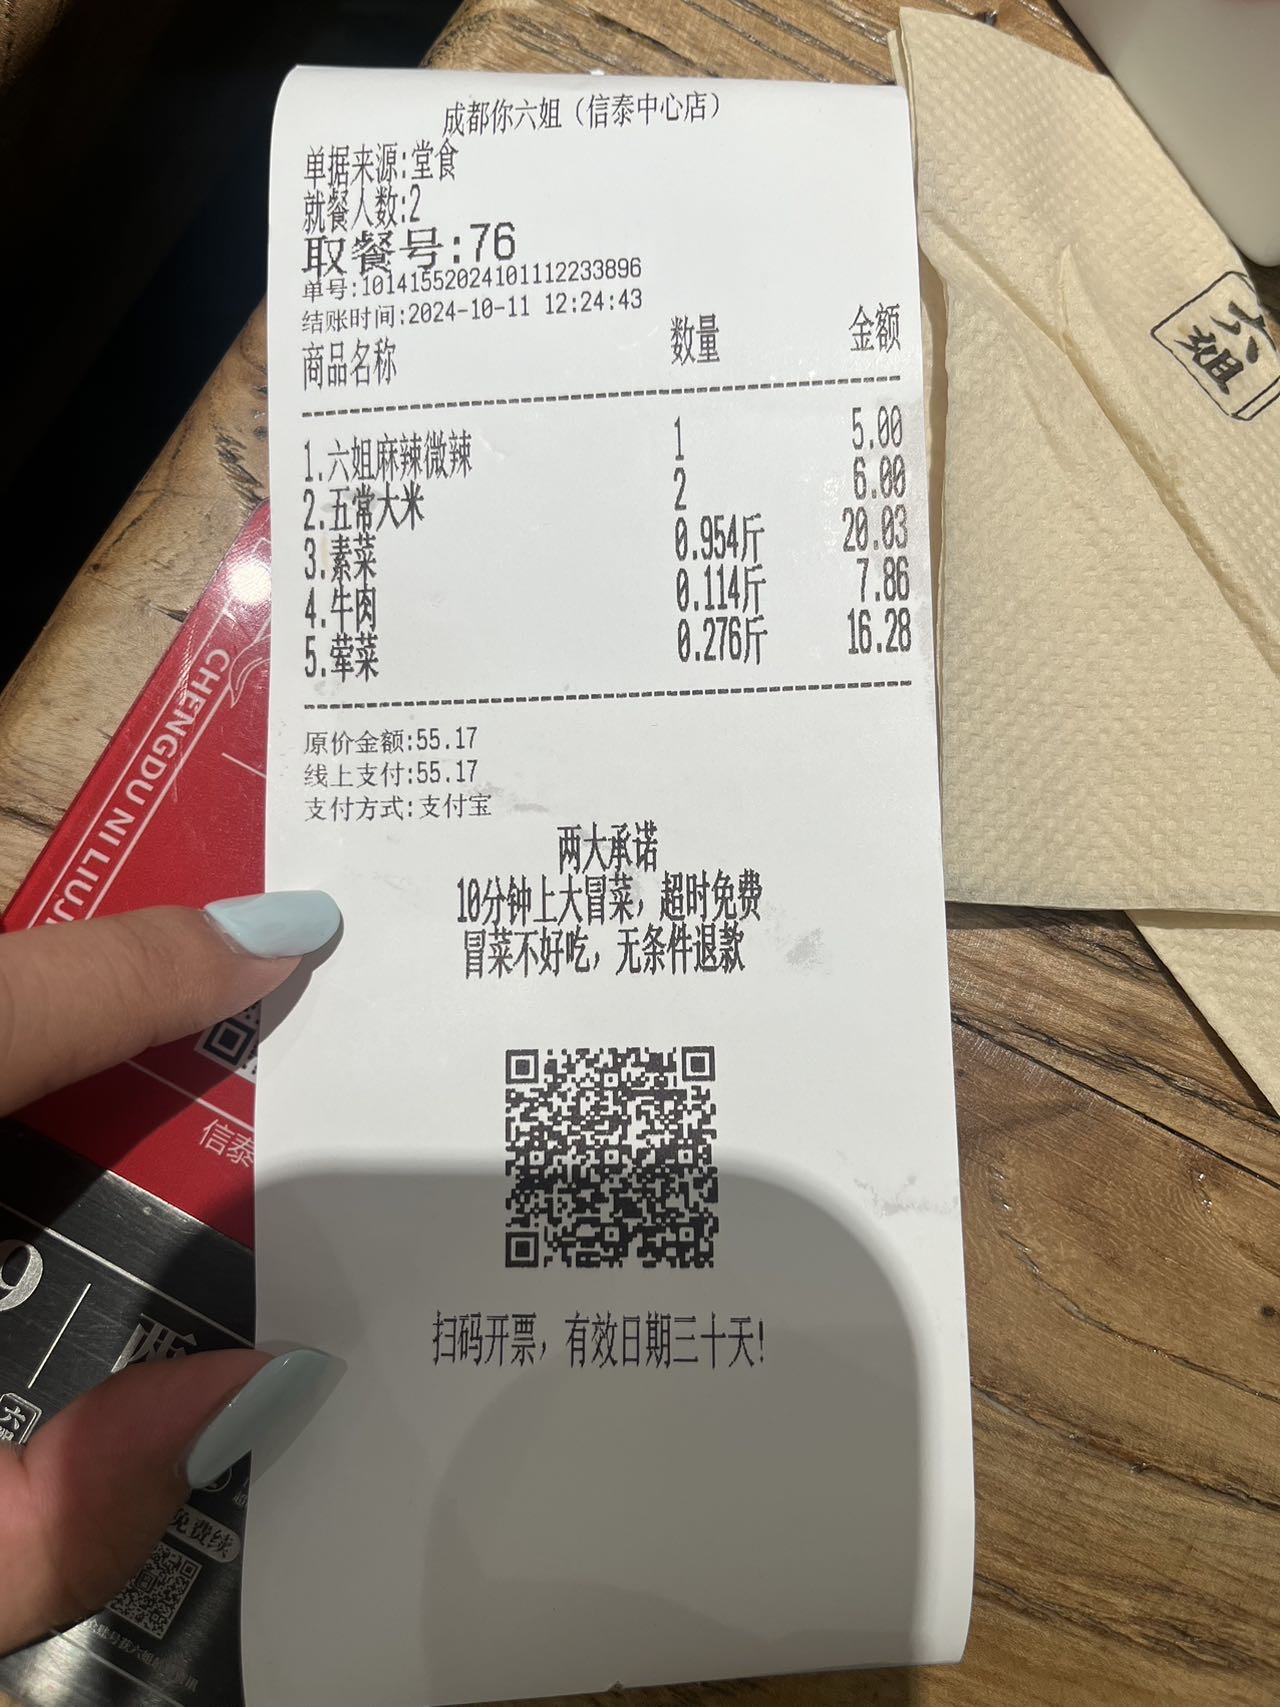 成都你六姐（信泰中心店）
单据来源:堂食
就餐人数:2
取餐号:76
单号:10141552024101112233896
结账时间:2024-10-11 12:24:43
商品名称 数量 金额
1.六姐麻辣微辣 1 5.00
2.五常大米 2 6.00
3.素菜 0.954斤 20.03
4.牛肉 0.114斤 7.86
5.荤菜 0.276斤 16.28
原价金额:55.17
线上支付:55.17
支付方式:支付宝
两大承诺
10分钟上大冒菜，超时免费
冒菜不好吃，无条件退款
扫码开票，有效日期三十天!
六姐
CHENGDU NI LIUJ
信泰
9
六
免费续